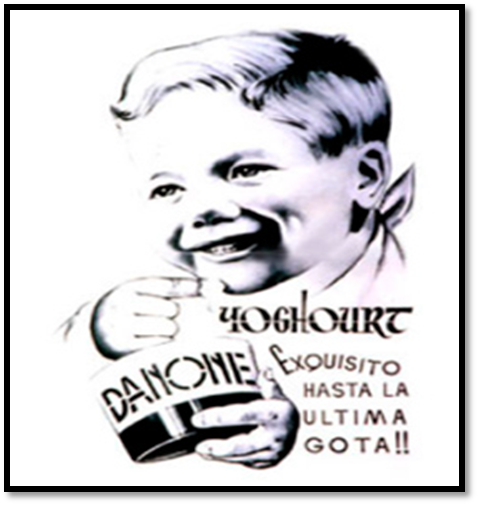 YOGHOURT
DANONE
EXQUISITO
HASTA LA
ULTIMA
GOTA!!